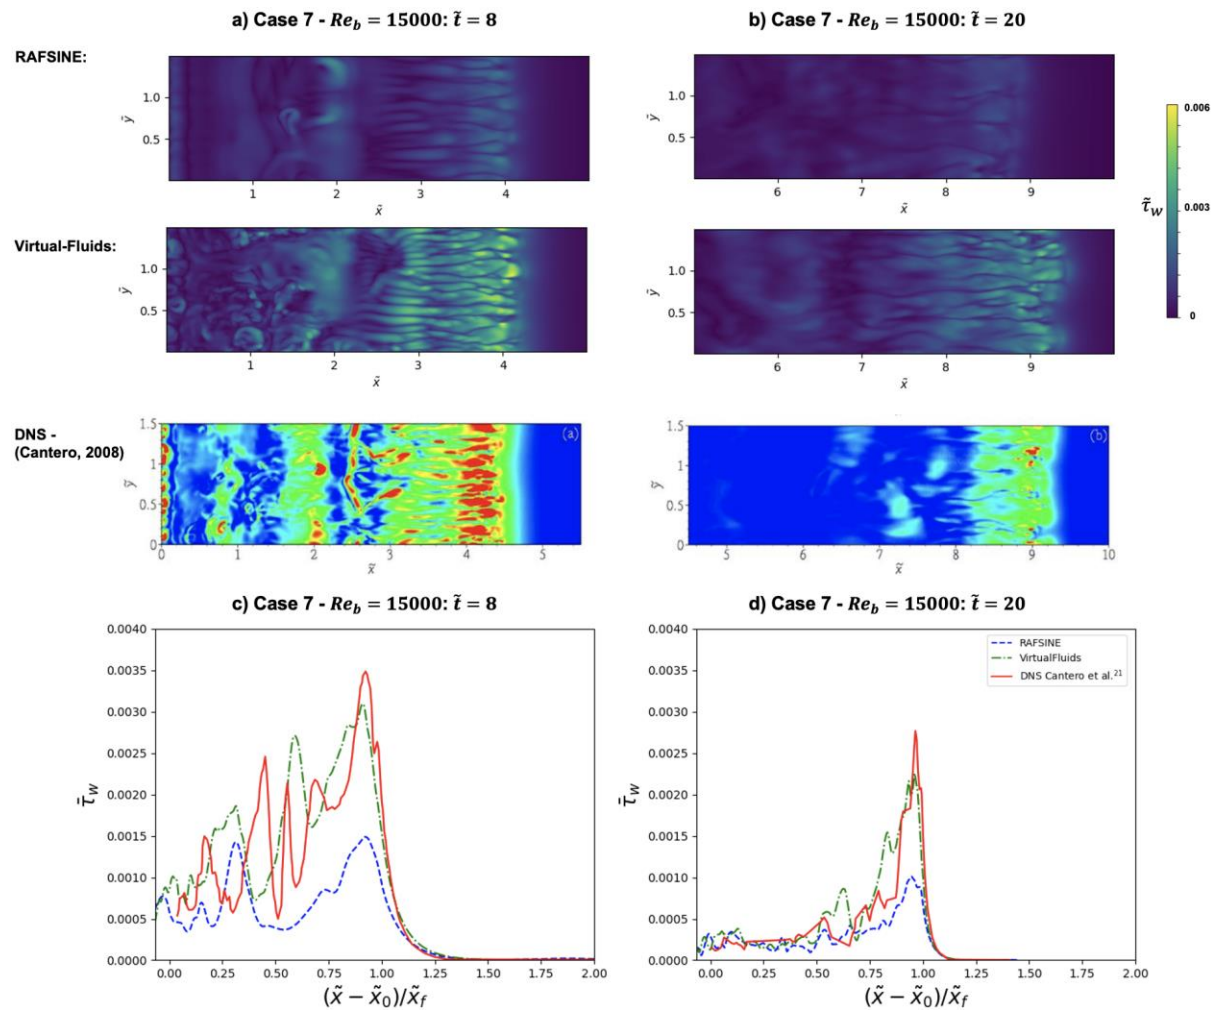 a) Case 7 - Re_b = 15000: t̃ = 8
b) Case 7 - Re_b = 15000: t̃ = 20
RAFSINE:
1.0
0.5
ỹ
1 2 3 4
x̃
1.0
0.5
ỹ
6 7 8 9
x̃
0.006
0.003
0
τ̃_w
Virtual-Fluids:
1.0
0.5
ỹ
1 2 3 4
x̃
1.0
0.5
ỹ
6 7 8 9
x̃
DNS -
(Cantero, 2008)
(a)
1.5
1
0.5
0
ỹ
0 1 2 3 4 5
x̃
(b)
1.5
1
0.5
0
ỹ
5 6 7 8 9 10
x̃
c) Case 7 - Re_b = 15000: t̃ = 8
0.0040
0.0035
0.0030
0.0025
0.0020
0.0015
0.0010
0.0005
0.0000
τ̄_w
0.00 0.25 0.50 0.75 1.00 1.25 1.50 1.75 2.00
(x̃ − x̃₀)/x̃_f
d) Case 7 - Re_b = 15000: t̃ = 20
RAFSINE
VirtualFluids
DNS Cantero et al.²¹
0.0040
0.0035
0.0030
0.0025
0.0020
0.0015
0.0010
0.0005
0.0000
τ̄_w
0.00 0.25 0.50 0.75 1.00 1.25 1.50 1.75 2.00
(x̃ − x̃₀)/x̃_f